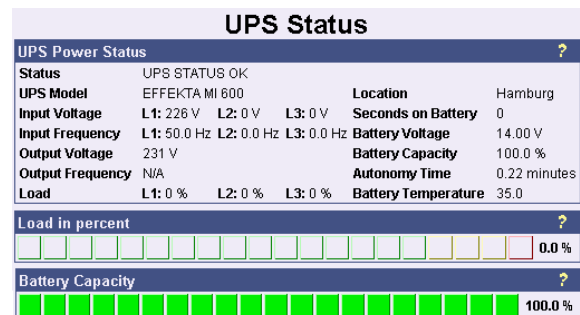 UPS Status
UPS Power Status ?
Status UPS STATUS OK
UPS Model EFFEKTA MI 600 Location Hamburg
Input Voltage L1: 226 V L2: 0 V L3: 0 V Seconds on Battery 0
Input Frequency L1: 50.0 Hz L2: 0.0 Hz L3: 0.0 Hz Battery Voltage 14.00 V
Output Voltage 231 V Battery Capacity 100.0 %
Output Frequency N/A Autonomy Time 0.22 minutes
Load L1: 0 % L2: 0 % L3: 0 % Battery Temperature 35.0
Load in percent ?
0.0 %
Battery Capacity ?
100.0 %